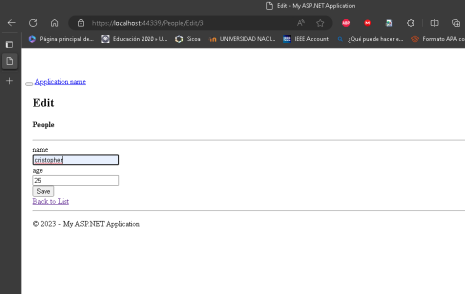 Edit - My ASP.NET Application
https://localhost:44339/People/Edit/3
Página principal de... Educación 2020 + U... Sicoa UNIVERSIDAD NACI... IEEE Account ¿Qué puede hacer e... Formato APA co
Application name
Edit
People
name
cristopher
age
25
Save
Back to List
© 2023 - My ASP.NET Application